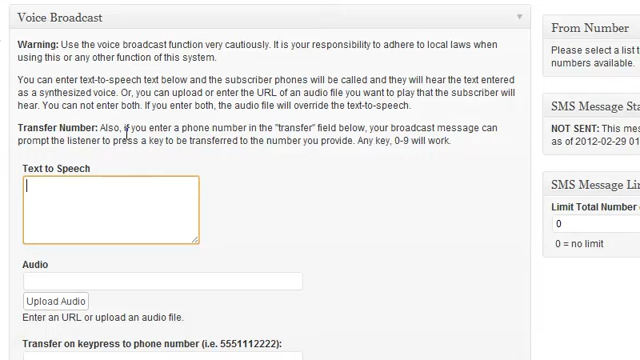 Voice Broadcast
Warning: Use the voice broadcast function very cautiously. It is your responsibility to adhere to local laws when
using this or any other function of this system.
You can enter text-to-speech text below and the subscriber phones will be called and they will hear the text entered
as a synthesized voice. Or, you can upload or enter the URL of an audio file you want to play that the subscriber will
hear. You can not enter both. If you enter both, the audio file will override the text-to-speech.
Transfer Number: Also, if you enter a phone number in the "transfer" field below, your broadcast message can
prompt the listener to press a key to be transferred to the number you provide. Any key, 0-9 will work.
Text to Speech
Audio
Upload Audio
Enter an URL or upload an audio file.
Transfer on keypress to phone number (i.e. 5551112222):
From Number
Please select a list t
numbers available.
SMS Message Sta
NOT SENT: This mes
as of 2012-02-29 01
SMS Message Lim
Limit Total Number
0
0 = no limit